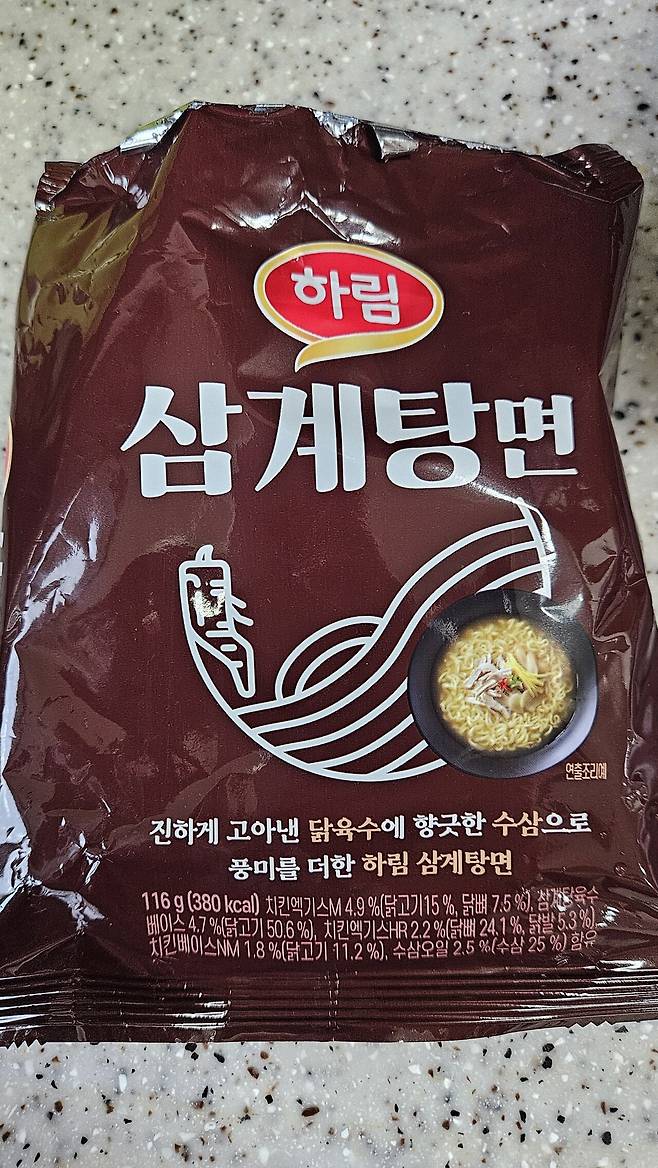 하림
삼계탕면
연출조리예
진하게 고아낸 닭육수에 향긋한 수삼으로
풍미를 더한 하림 삼계탕면
116 g (380 kcal) 치킨엑기스M 4.9 %(닭고기15 %, 닭뼈 7.5 %), 삼계탕육수
베이스 4.7 %(닭고기 50.6 %), 치킨엑기스HR 2.2 %(닭뼈 24.1 %, 닭발 5.3 %),
치킨베이스NM 1.8 %(닭고기 11.2 %), 수삼오일 2.5 %(수삼 25 %) 함유